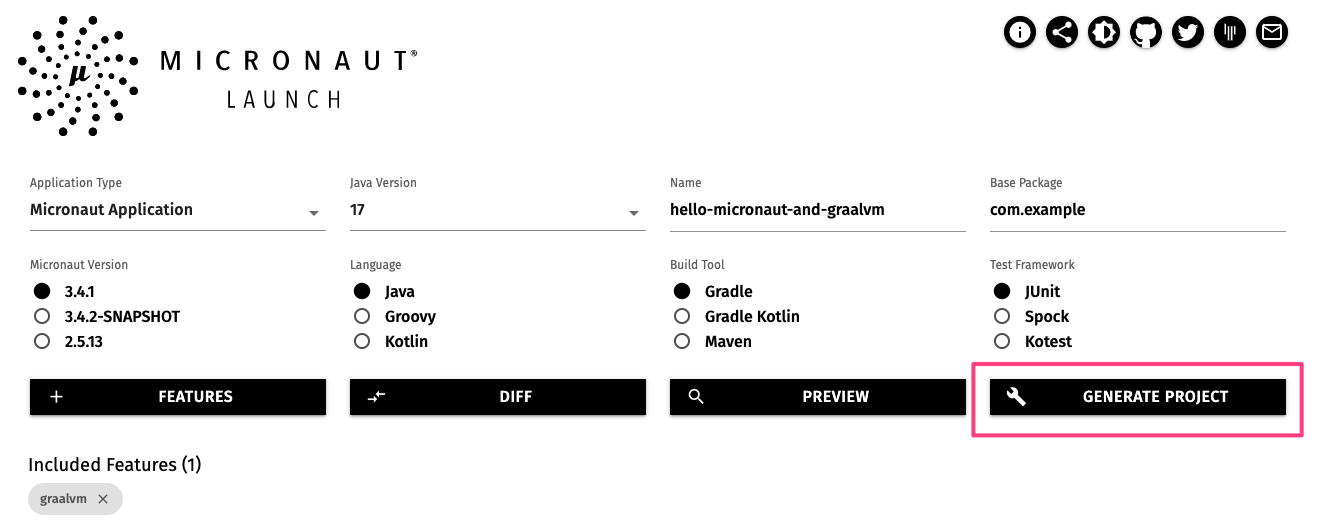 μ
MICRONAUT®
LAUNCH
Application Type
Micronaut Application
Java Version
17
Name
hello-micronaut-and-graalvm
Base Package
com.example
Micronaut Version
3.4.1
3.4.2-SNAPSHOT
2.5.13
Language
Java
Groovy
Kotlin
Build Tool
Gradle
Gradle Kotlin
Maven
Test Framework
JUnit
Spock
Kotest
FEATURES
DIFF
PREVIEW
GENERATE PROJECT
Included Features (1)
graalvm